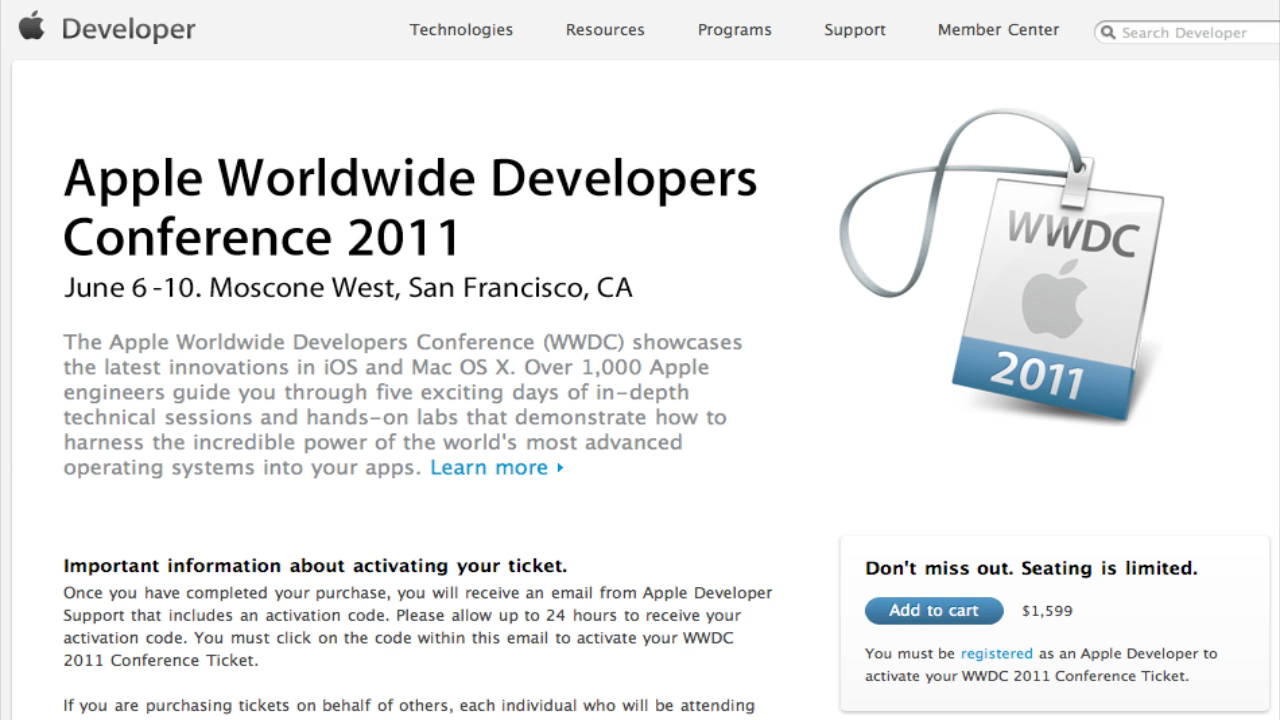 Developer
Technologies
Resources
Programs
Support
Member Center
Search Developer
Apple Worldwide Developers
Conference 2011
June 6 -10. Moscone West, San Francisco, CA
The Apple Worldwide Developers Conference (WWDC) showcases
the latest innovations in iOS and Mac OS X. Over 1,000 Apple
engineers guide you through five exciting days of in-depth
technical sessions and hands-on labs that demonstrate how to
harness the incredible power of the world's most advanced
operating systems into your apps. Learn more
WWDC
2011
Important information about activating your ticket.
Once you have completed your purchase, you will receive an email from Apple Developer
Support that includes an activation code. Please allow up to 24 hours to receive your
activation code. You must click on the code within this email to activate your WWDC
2011 Conference Ticket.
If you are purchasing tickets on behalf of others, each individual who will be attending
Don't miss out. Seating is limited.
Add to cart $1,599
You must be registered as an Apple Developer to
activate your WWDC 2011 Conference Ticket.